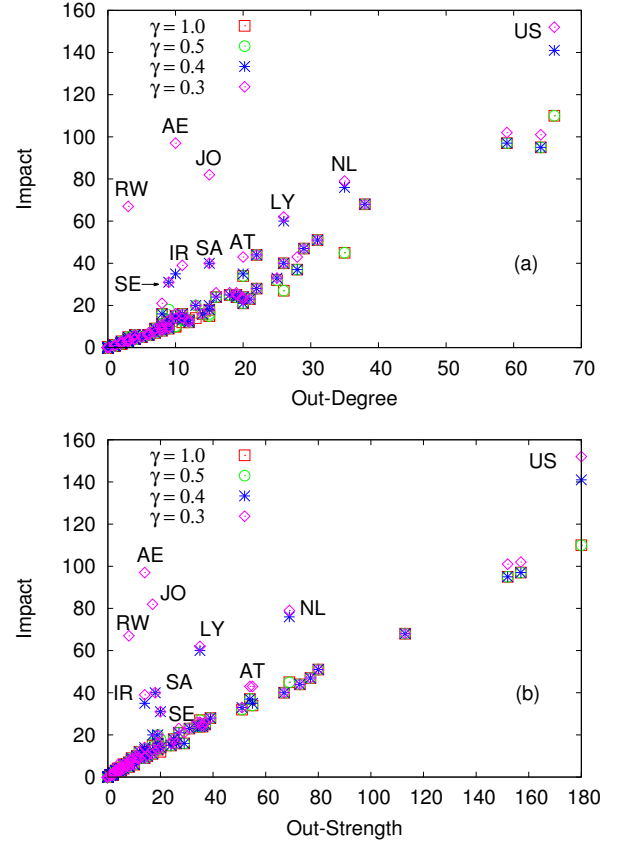 160
140
120
100
80
60
40
20
0
0 10 20 30 40 50 60 70
Impact
Out-Degree
γ = 1.0
γ = 0.5
γ = 0.4
γ = 0.3
US
AE
JO
RW
NL
LY
IR SA AT
SE
(a)
160
140
120
100
80
60
40
20
0
0 20 40 60 80 100 120 140 160 180
Impact
Out-Strength
γ = 1.0
γ = 0.5
γ = 0.4
γ = 0.3
US
AE
JO
RW
LY
NL
IR SA
SE
AT
(b)